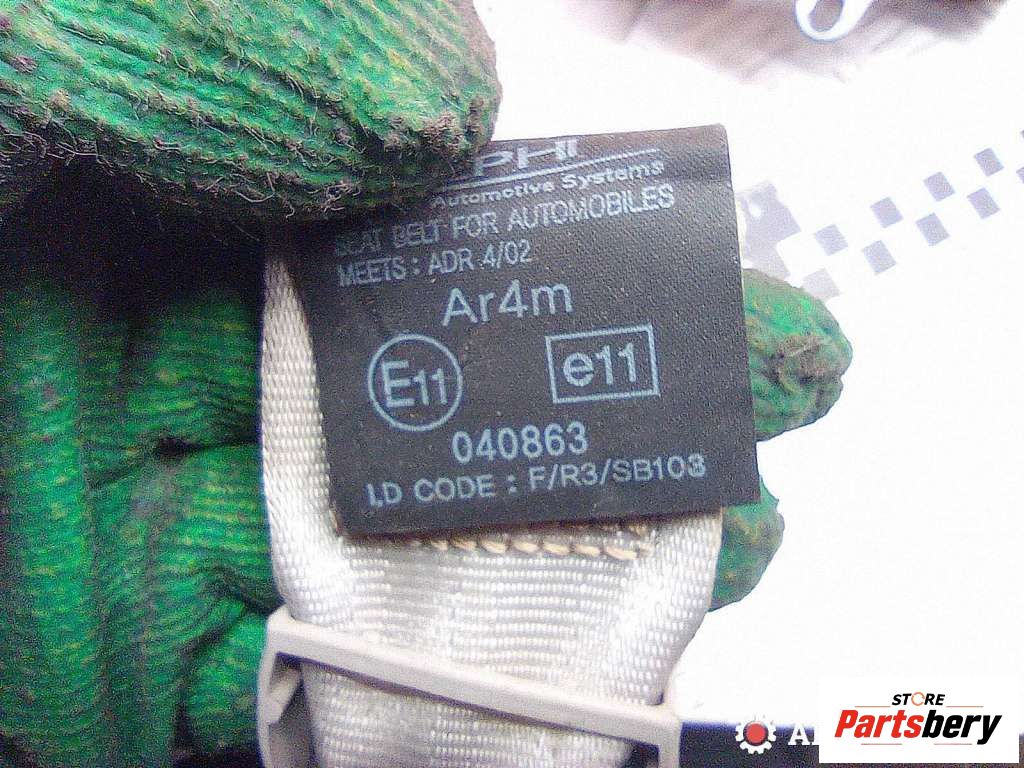 PHI
Automotive Systems
SEAT BELT FOR AUTOMOBILES
MEETS : ADR 4/02
Ar4m
E11 e11
040863
I.D CODE : F/R3/SB103
STORE
Partsbery
A